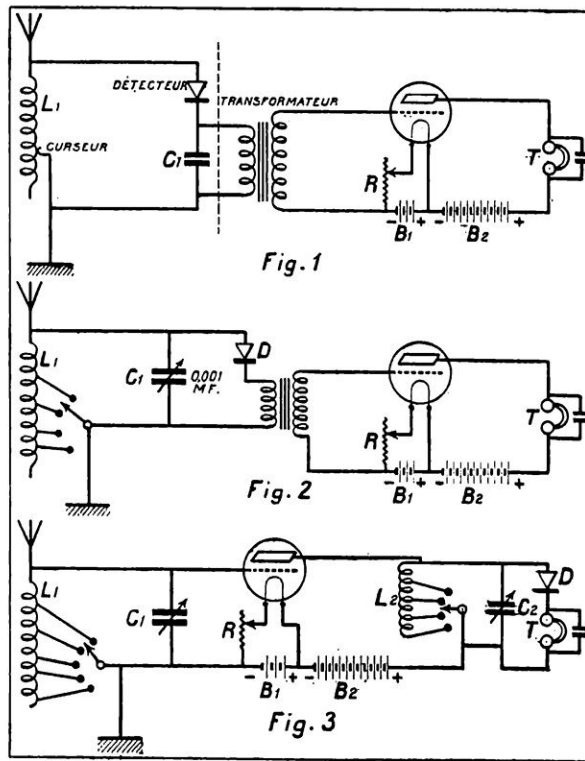 L1
DÉTECTEUR
TRANSFORMATEUR
CURSEUR
C1
R
T
- B1 + - B2 +
Fig. 1
L1
C1
0,001
M.F.
D
R
T
- B1 + - B2 +
Fig. 2
L1
C1
R
L2
C2
D
T
- B1 + - B2 +
Fig. 3